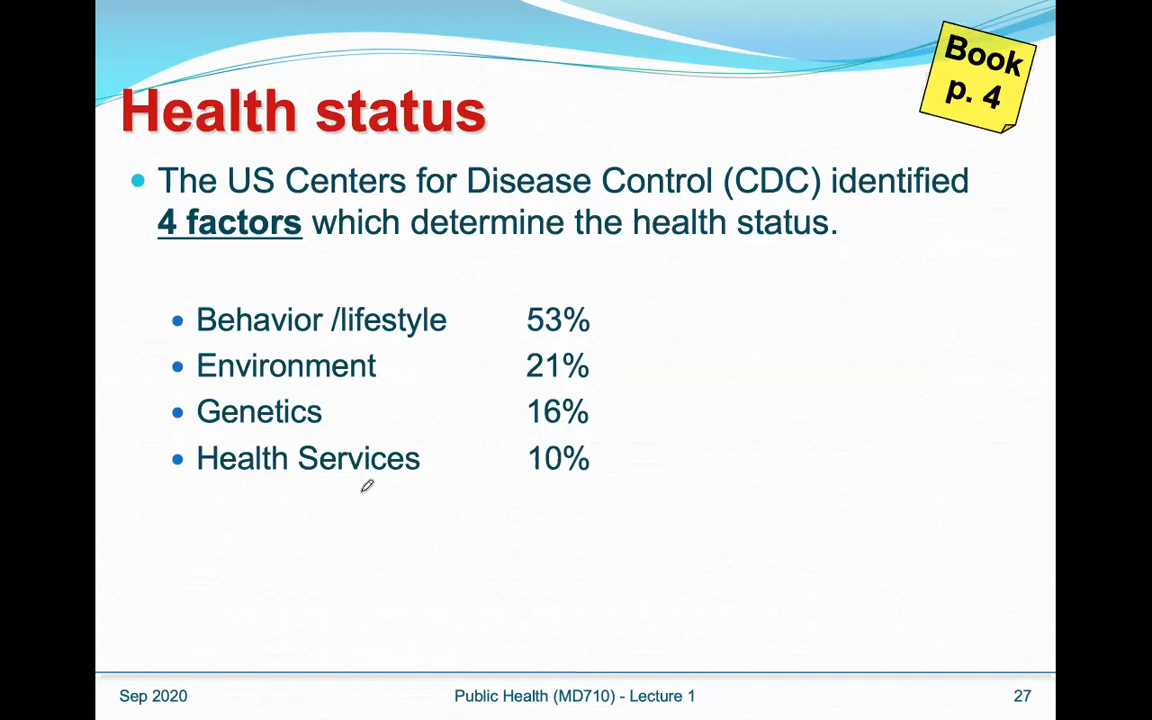 Book
p. 4
Health status
The US Centers for Disease Control (CDC) identified
4 factors which determine the health status.
Behavior /lifestyle 53%
Environment 21%
Genetics 16%
Health Services 10%
Sep 2020 Public Health (MD710) - Lecture 1 27